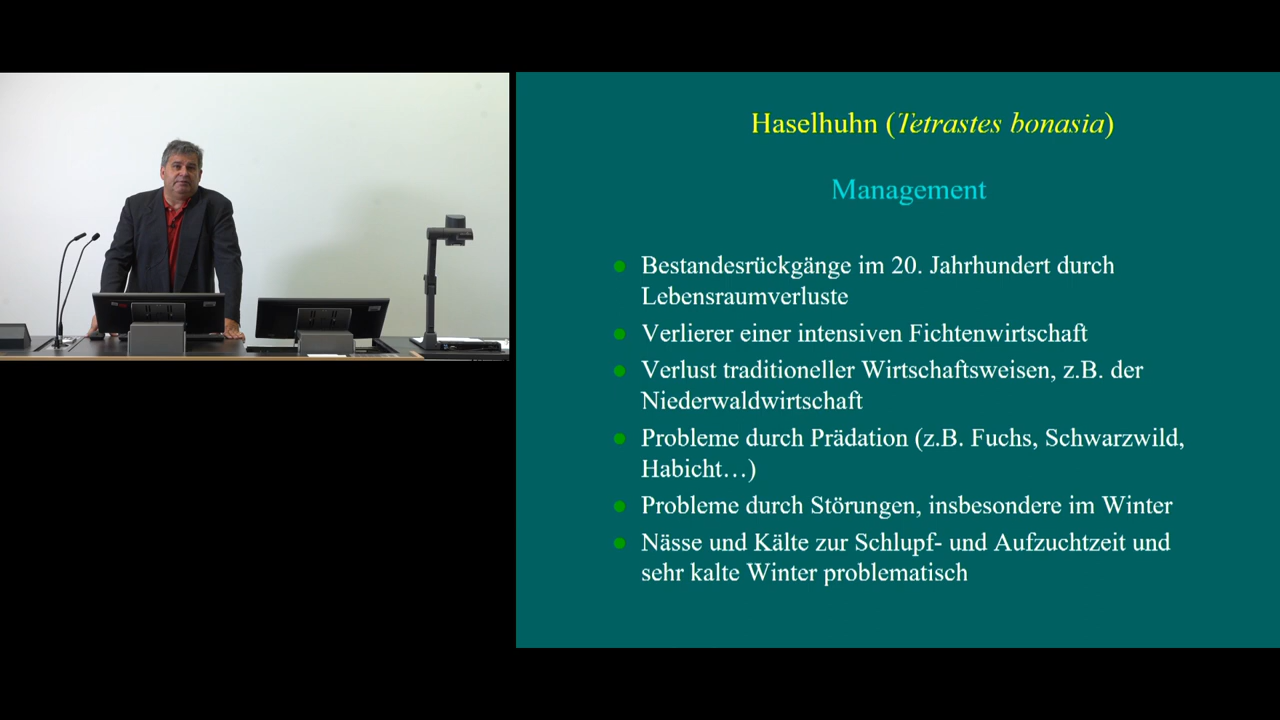 Haselhuhn (Tetrastes bonasia)
Management
Bestandesrückgänge im 20. Jahrhundert durch
Lebensraumverluste
Verlierer einer intensiven Fichtenwirtschaft
Verlust traditioneller Wirtschaftsweisen, z.B. der
Niederwaldwirtschaft
Probleme durch Prädation (z.B. Fuchs, Schwarzwild,
Habicht…)
Probleme durch Störungen, insbesondere im Winter
Nässe und Kälte zur Schlupf- und Aufzuchtzeit und
sehr kalte Winter problematisch